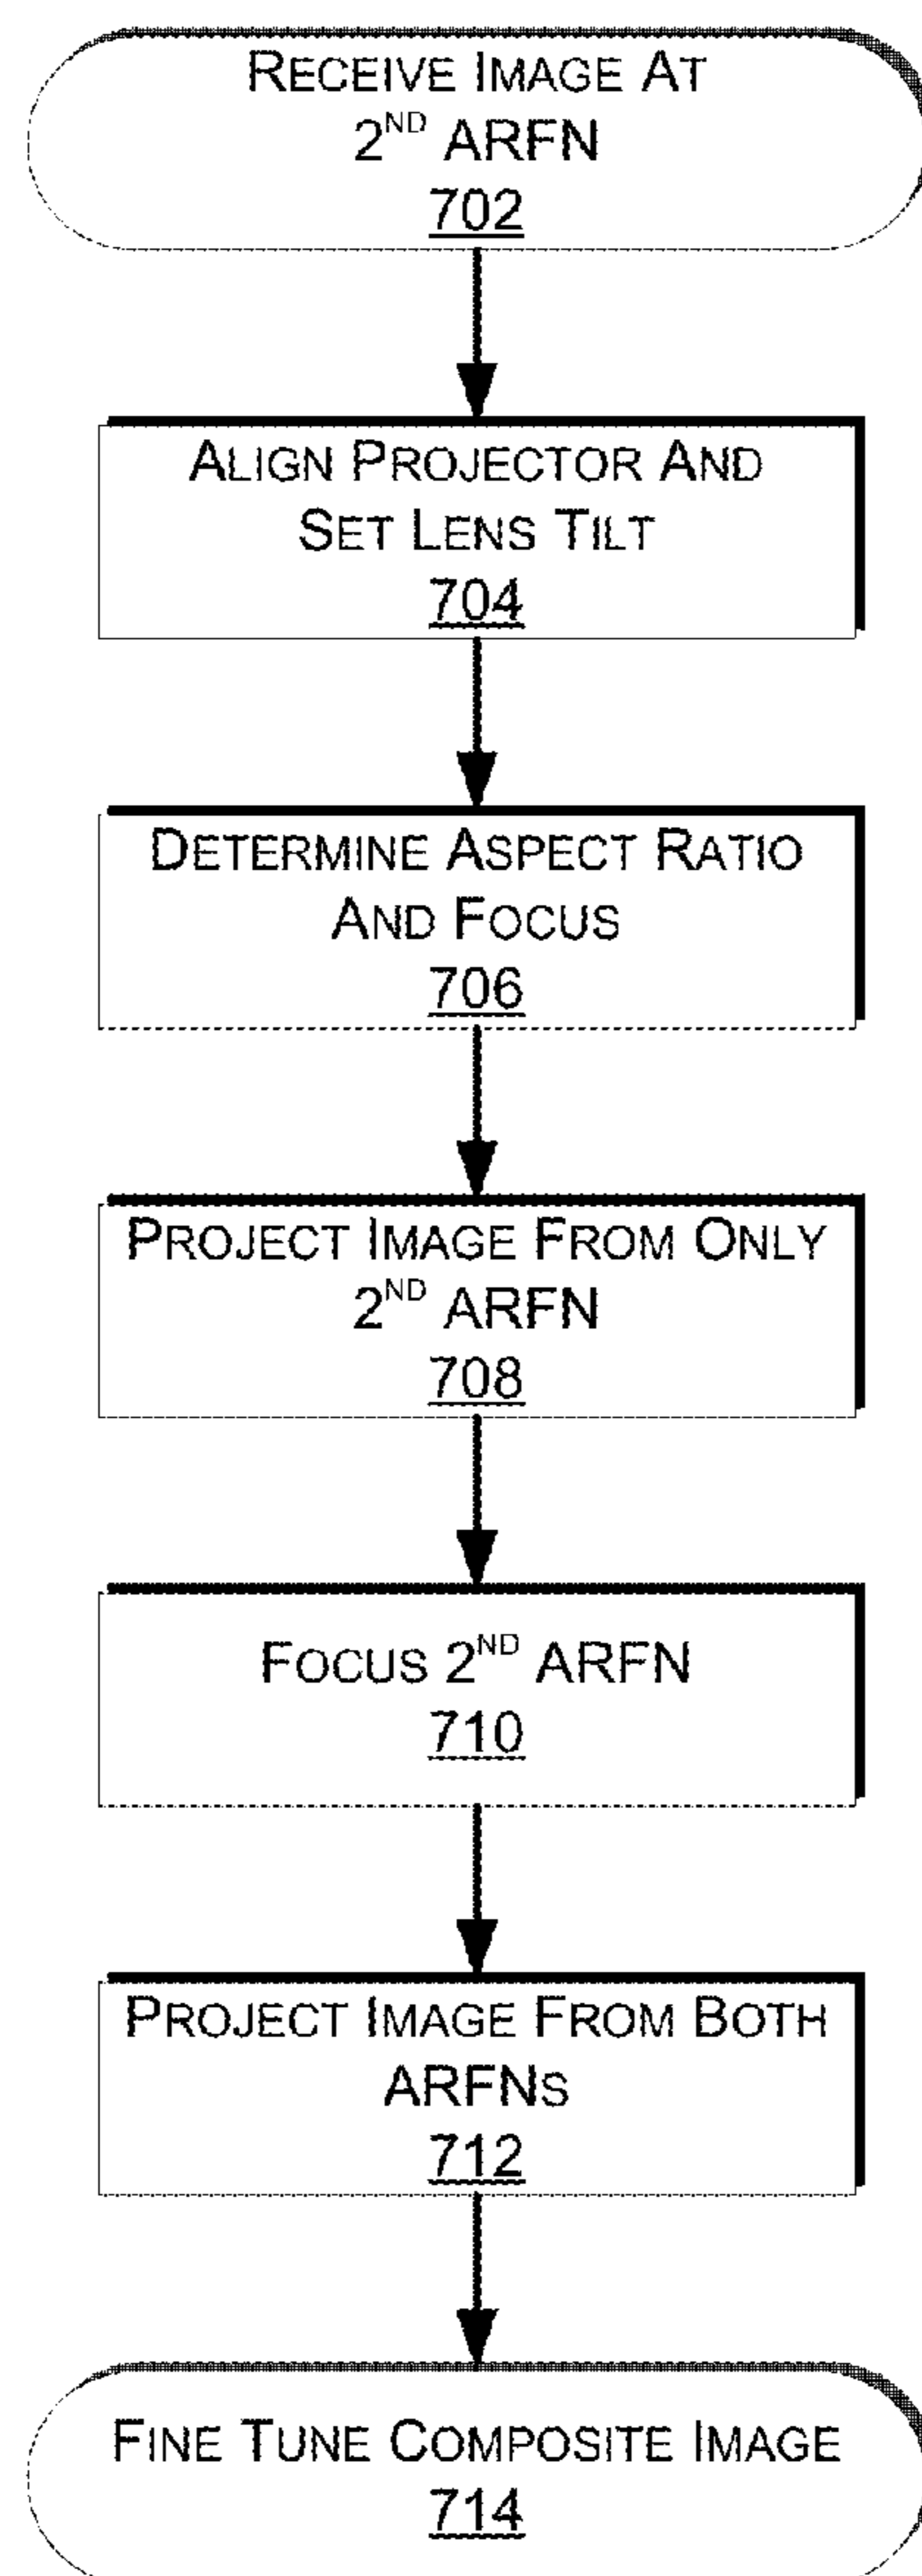 RECEIVE IMAGE AT
2ND ARFN
702
ALIGN PROJECTOR AND
SET LENS TILT
704
DETERMINE ASPECT RATIO
AND FOCUS
706
PROJECT IMAGE FROM ONLY
2ND ARFN
708
FOCUS 2ND ARFN
710
PROJECT IMAGE FROM BOTH
ARFNS
712
FINE TUNE COMPOSITE IMAGE
714